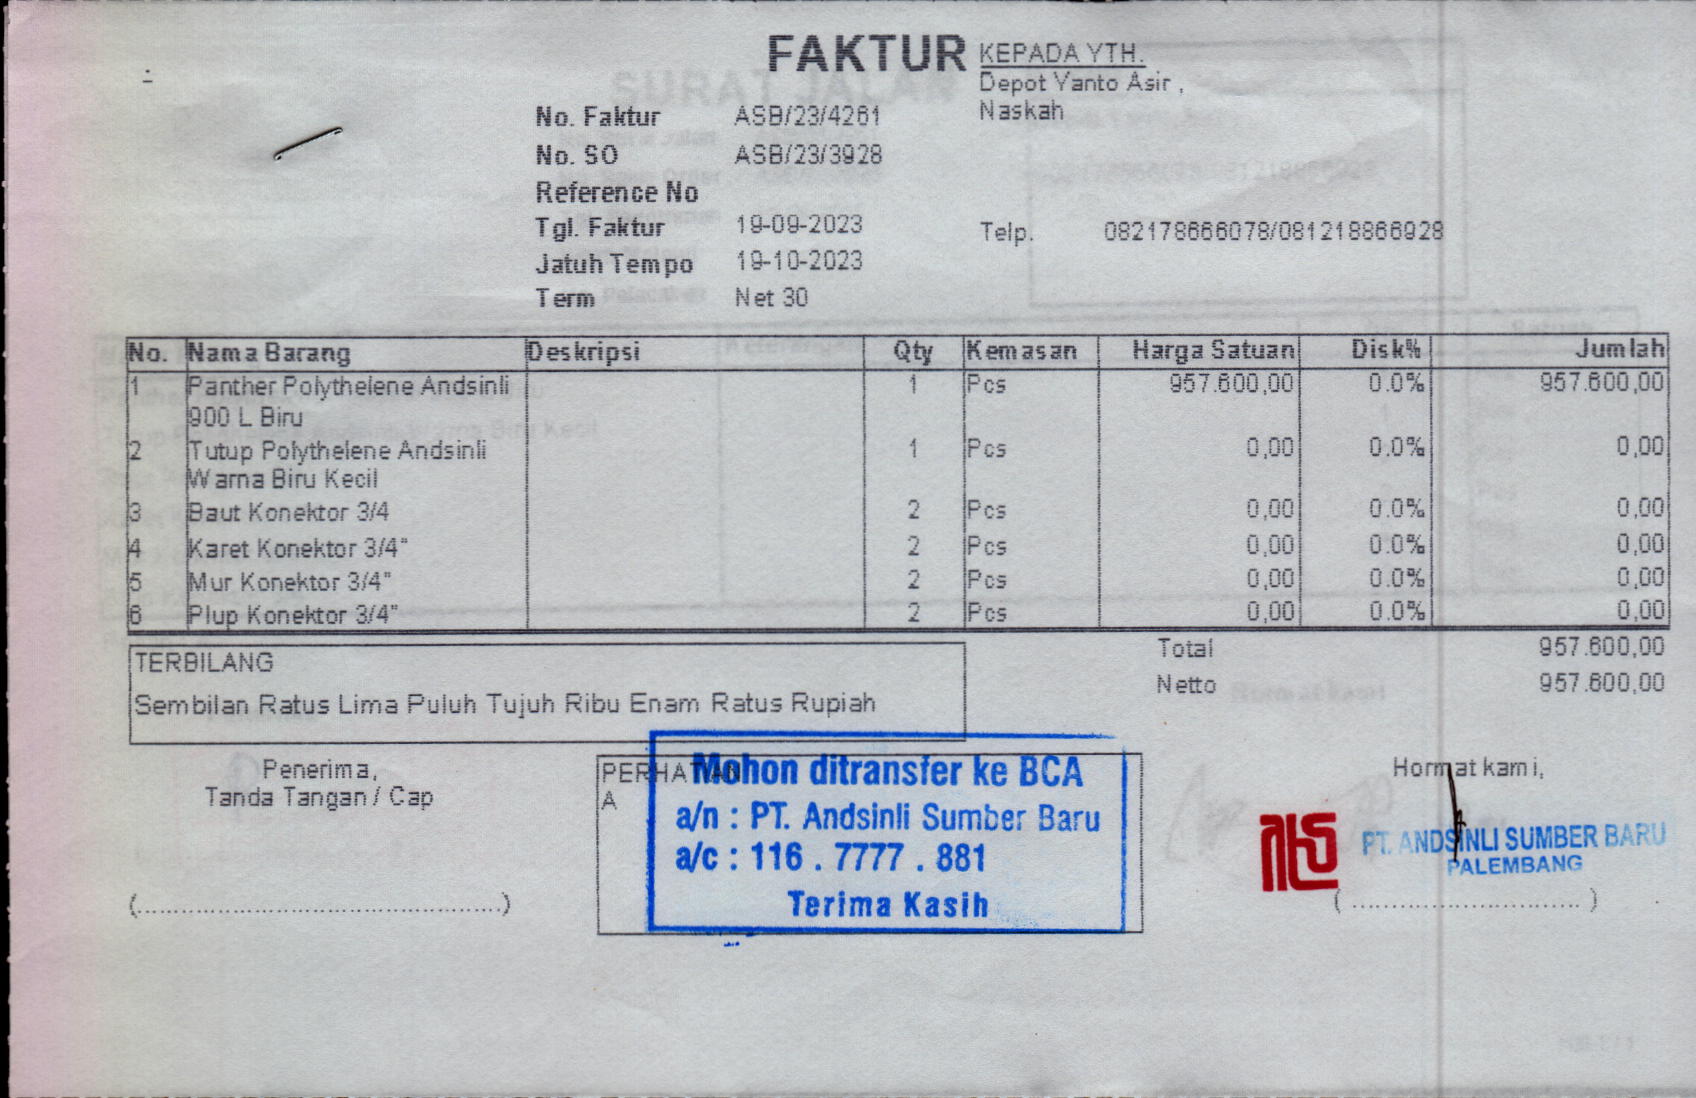 FAKTUR
KEPADA YTH.
Depot Yanto Asir ,
Naskah
No. Faktur ASB/23/4261
No. SO ASB/23/3928
Reference No
Tgl. Faktur 19-09-2023
Jatuh Tempo 19-10-2023
Term Net 30
Telp. 082178666078/081218866928
No. Nama Barang Deskripsi Qty Kemasan Harga Satuan Disk% Jumlah
1 Panther Polythelene Andsinli 1 Pcs 957.600,00 0.0% 957.600,00
900 L Biru
2 Tutup Polythelene Andsinli 1 Pcs 0,00 0.0% 0,00
Warna Biru Kecil
3 Baut Konektor 3/4 2 Pcs 0,00 0.0% 0,00
4 Karet Konektor 3/4" 2 Pcs 0,00 0.0% 0,00
5 Mur Konektor 3/4" 2 Pcs 0,00 0.0% 0,00
6 Plup Konektor 3/4" 2 Pcs 0,00 0.0% 0,00
Total 957.600,00
Netto 957.600,00
TERBILANG
Sembilan Ratus Lima Puluh Tujuh Ribu Enam Ratus Rupiah
Penerima,
Tanda Tangan / Cap
(...............................................)
PERHATIAN
A
Mohon ditransfer ke BCA
a/n : PT. Andsinli Sumber Baru
a/c : 116 . 7777 . 881
Terima Kasih
Hormat kami,
PT. ANDSINLI SUMBER BARU
PALEMBANG
( ............................. )